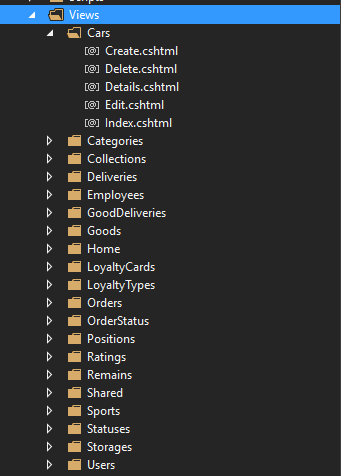 Views
Cars
Create.cshtml
Delete.cshtml
Details.cshtml
Edit.cshtml
Index.cshtml
Categories
Collections
Deliveries
Employees
GoodDeliveries
Goods
Home
LoyaltyCards
LoyaltyTypes
Orders
OrderStatus
Positions
Ratings
Remains
Shared
Sports
Statuses
Storages
Users